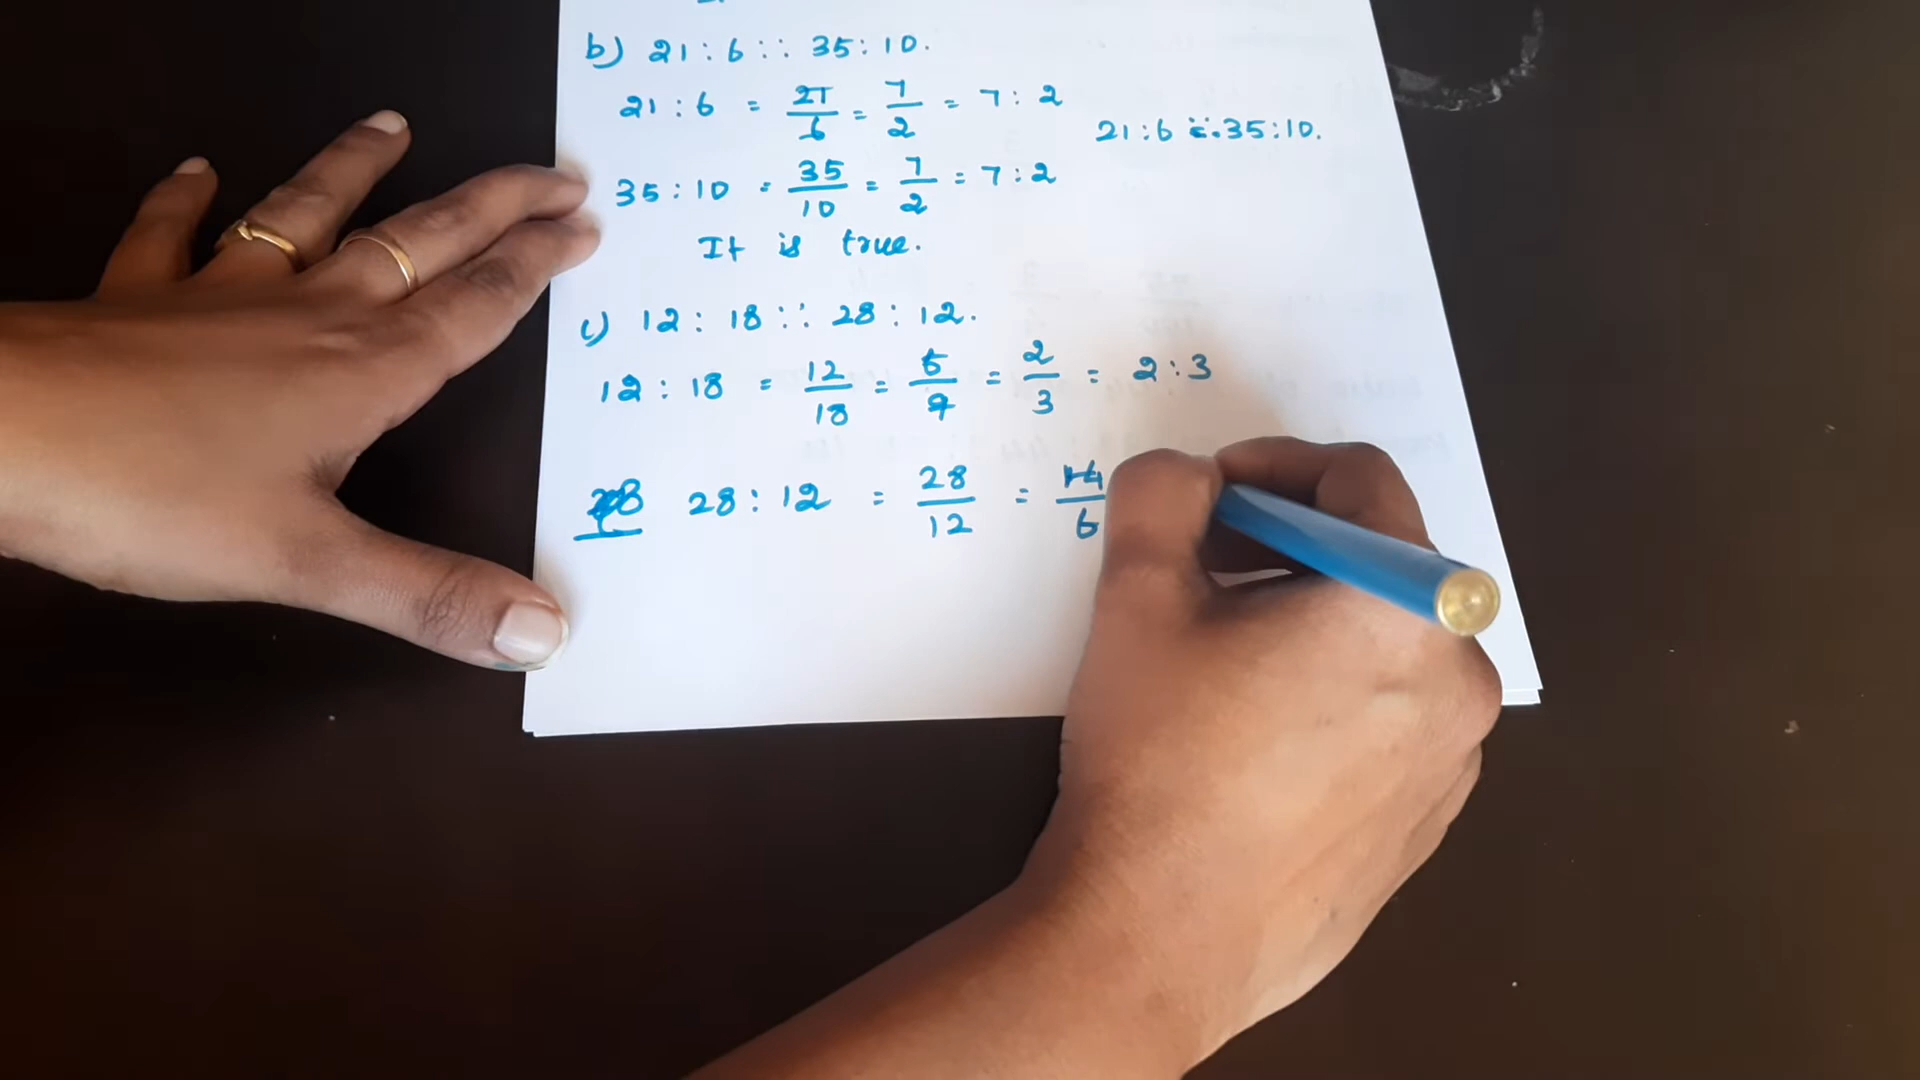 b) 21 : 6 :: 35 : 10.
21 : 6 = 21/6 = 7/2 = 7 : 2
21 : 6 :: 35 : 10.
35 : 10 = 35/10 = 7/2 = 7 : 2
It is true.
c) 12 : 18 :: 28 : 12.
12 : 18 = 12/18 = 6/9 = 2/3 = 2 : 3
28 : 12 = 28/12 = 14/6